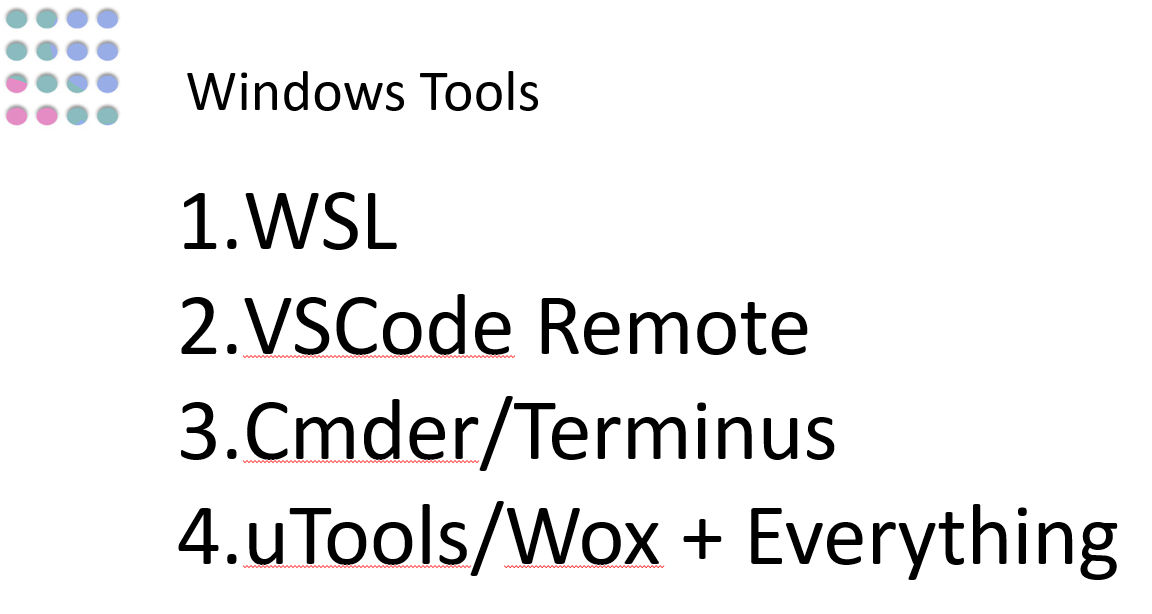 Windows Tools
1.WSL
2.VSCode Remote
3.Cmder/Terminus
4.uTools/Wox + Everything